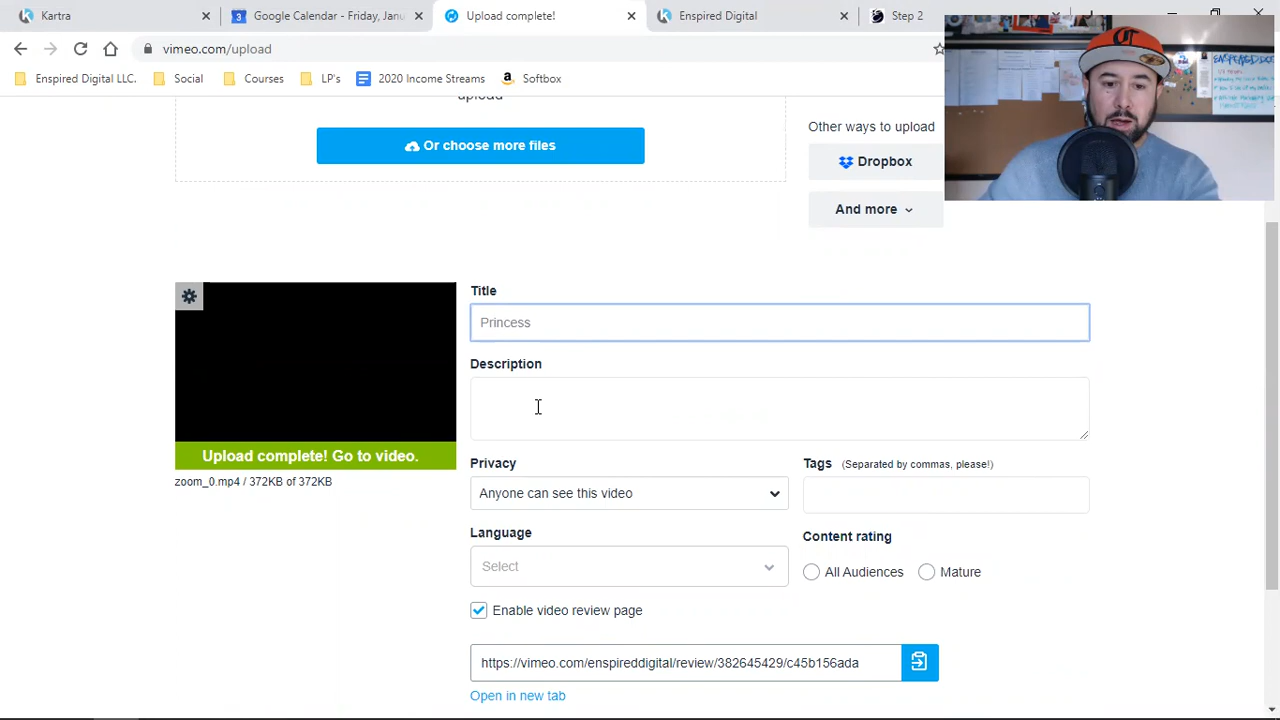 Kartra
Google Calendar - Friday, Janu
Upload complete!
Enspired Digital
Step 2
vimeo.com/upload
Enspired Digital LLC.
Social
Courses
LP's
2020 Income Streams
Softbox
upload
Or choose more files
Other ways to upload
Dropbox
And more
Title
Princess
Description
Upload complete! Go to video.
zoom_0.mp4 / 372KB of 372KB
Privacy
Tags (Separated by commas, please!)
Anyone can see this video
Language
Content rating
Select
All Audiences
Mature
Enable video review page
https://vimeo.com/enspireddigital/review/382645429/c45b156ada
Open in new tab